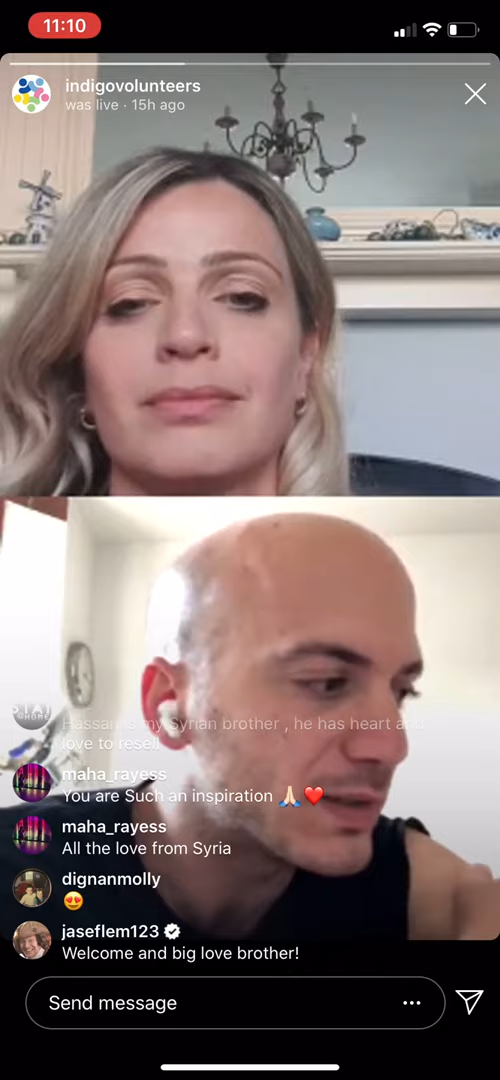 11:10
indigovolunteers
was live · 15h ago
Hassan is my Syrian brother , he has heart and
love to resell
maha_rayess
You are Such an inspiration 🙏🏻❤️
maha_rayess
All the love from Syria
dignanmolly
😍
jaseflem123
Welcome and big love brother!
Send message